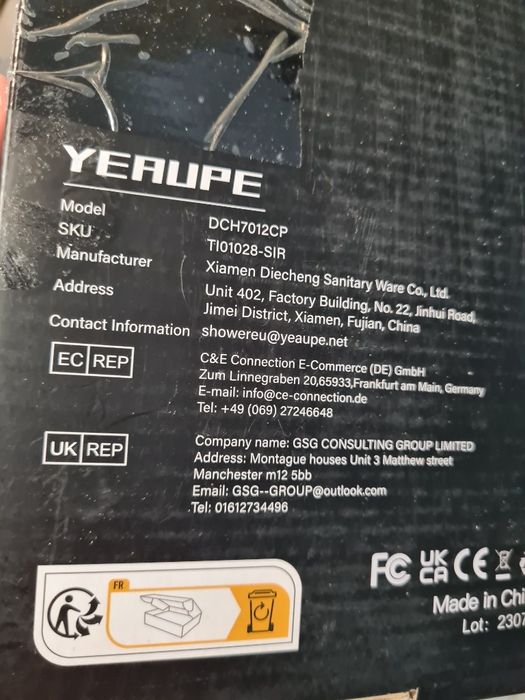 YEAUPE
Model DCH7012CP
SKU TI01028-SIR
Manufacturer Xiamen Diecheng Sanitary Ware Co., Ltd.
Address Unit 402, Factory Building, No. 22, Jinhui Road,
Jimei District, Xiamen, Fujian, China
Contact Information showereu@yeaupe.net
EC REP C&E Connection E-Commerce (DE) GmbH
Zum Linnegraben 20,65933,Frankfurt am Main, Germany
E-mail: info@ce-connection.de
Tel: +49 (069) 27246648
UK REP Company name: GSG CONSULTING GROUP LIMITED
Address: Montague houses Unit 3 Matthew street
Manchester m12 5bb
Email: GSG--GROUP@outlook.com
Tel: 01612734496
FC UK CA CE
FR
Made in Chi
Lot: 2307